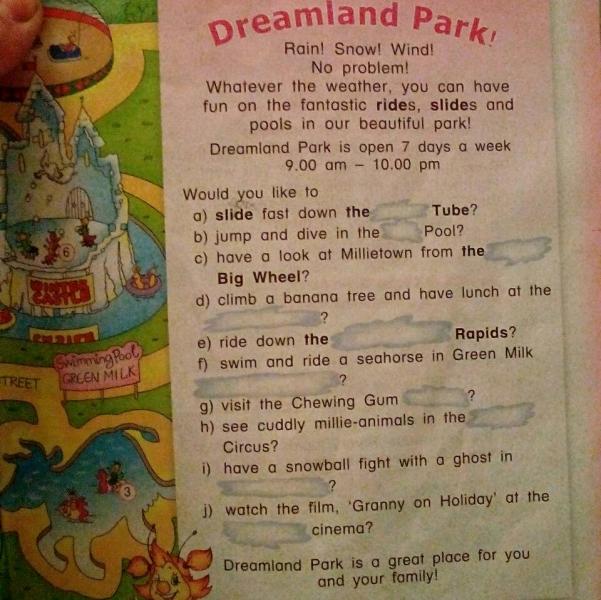 Dreamland Park!
Rain! Snow! Wind!
No problem!
Whatever the weather, you can have
fun on the fantastic rides, slides and
pools in our beautiful park!
Dreamland Park is open 7 days a week
9.00 am – 10.00 pm
Would you like to
a) slide fast down the Tube?
b) jump and dive in the Pool?
c) have a look at Millietown from the
Big Wheel?
d) climb a banana tree and have lunch at the
?
e) ride down the Rapids?
f) swim and ride a seahorse in Green Milk
?
g) visit the Chewing Gum ?
h) see cuddly millie-animals in the
Circus?
i) have a snowball fight with a ghost in
?
j) watch the film, 'Granny on Holiday' at the
cinema?
Dreamland Park is a great place for you
and your family!
6
WINTER
CASTLE
Swimming Pool
GREEN MILK
TREET
3